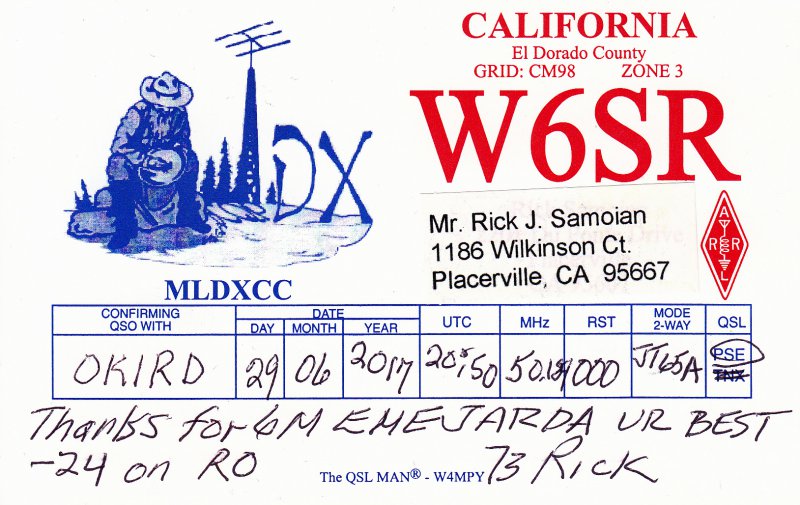 CALIFORNIA
El Dorado County
GRID: CM98 ZONE 3
W6SR
DX
Mr. Rick J. Samoian
1186 Wilkinson Ct.
Placerville, CA 95667
ARRL
MLDXCC
CONFIRMING QSO WITH DATE DAY MONTH YEAR UTC MHz RST MODE 2-WAY QSL
OK1RD 29 06 2017 20:50 000 JT65A PSE
TNX
Thanks for 6M EME JARDA UR BEST
-24 on RO
The QSL MAN® - W4MPY 73 Rick